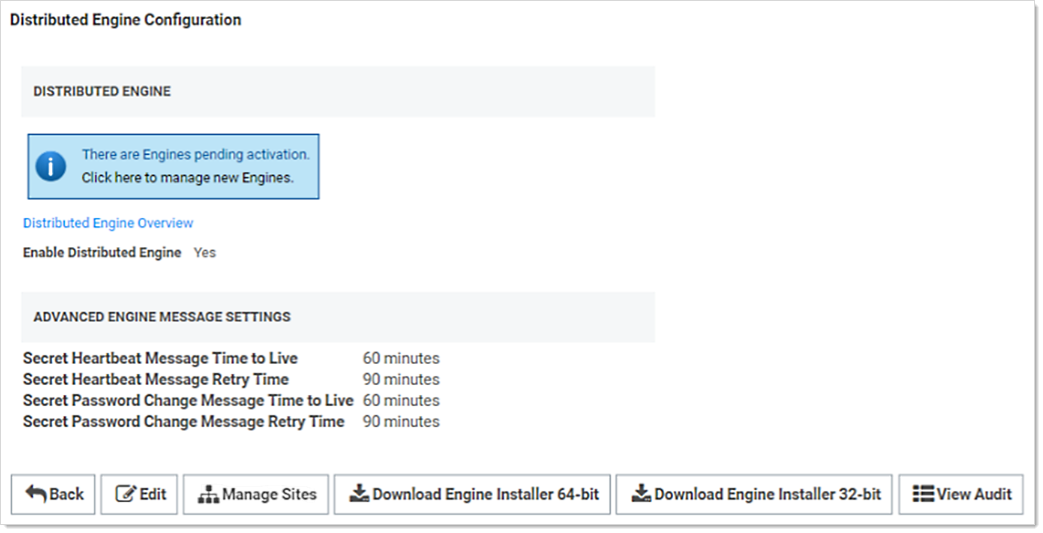 Distributed Engine Configuration
DISTRIBUTED ENGINE
There are Engines pending activation.
Click here to manage new Engines.
Distributed Engine Overview
Enable Distributed Engine Yes
ADVANCED ENGINE MESSAGE SETTINGS
Secret Heartbeat Message Time to Live 60 minutes
Secret Heartbeat Message Retry Time 90 minutes
Secret Password Change Message Time to Live 60 minutes
Secret Password Change Message Retry Time 90 minutes
Back Edit Manage Sites Download Engine Installer 64-bit Download Engine Installer 32-bit View Audit